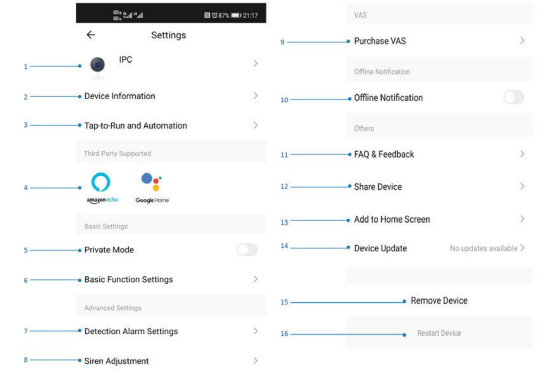 87% 21:17
Settings
1 IPC
2 Device Information
3 Tap-to-Run and Automation
Third Party Supported
4
amazon echo Google Home
Basic Settings
5 Private Mode
6 Basic Function Settings
Advanced Settings
7 Detection Alarm Settings
8 Siren Adjustment
VAS
9 Purchase VAS
Offline Notification
10 Offline Notification
Others
11 FAQ & Feedback
12 Share Device
13 Add to Home Screen
14 Device Update No updates available
15 Remove Device
16 Restart Device